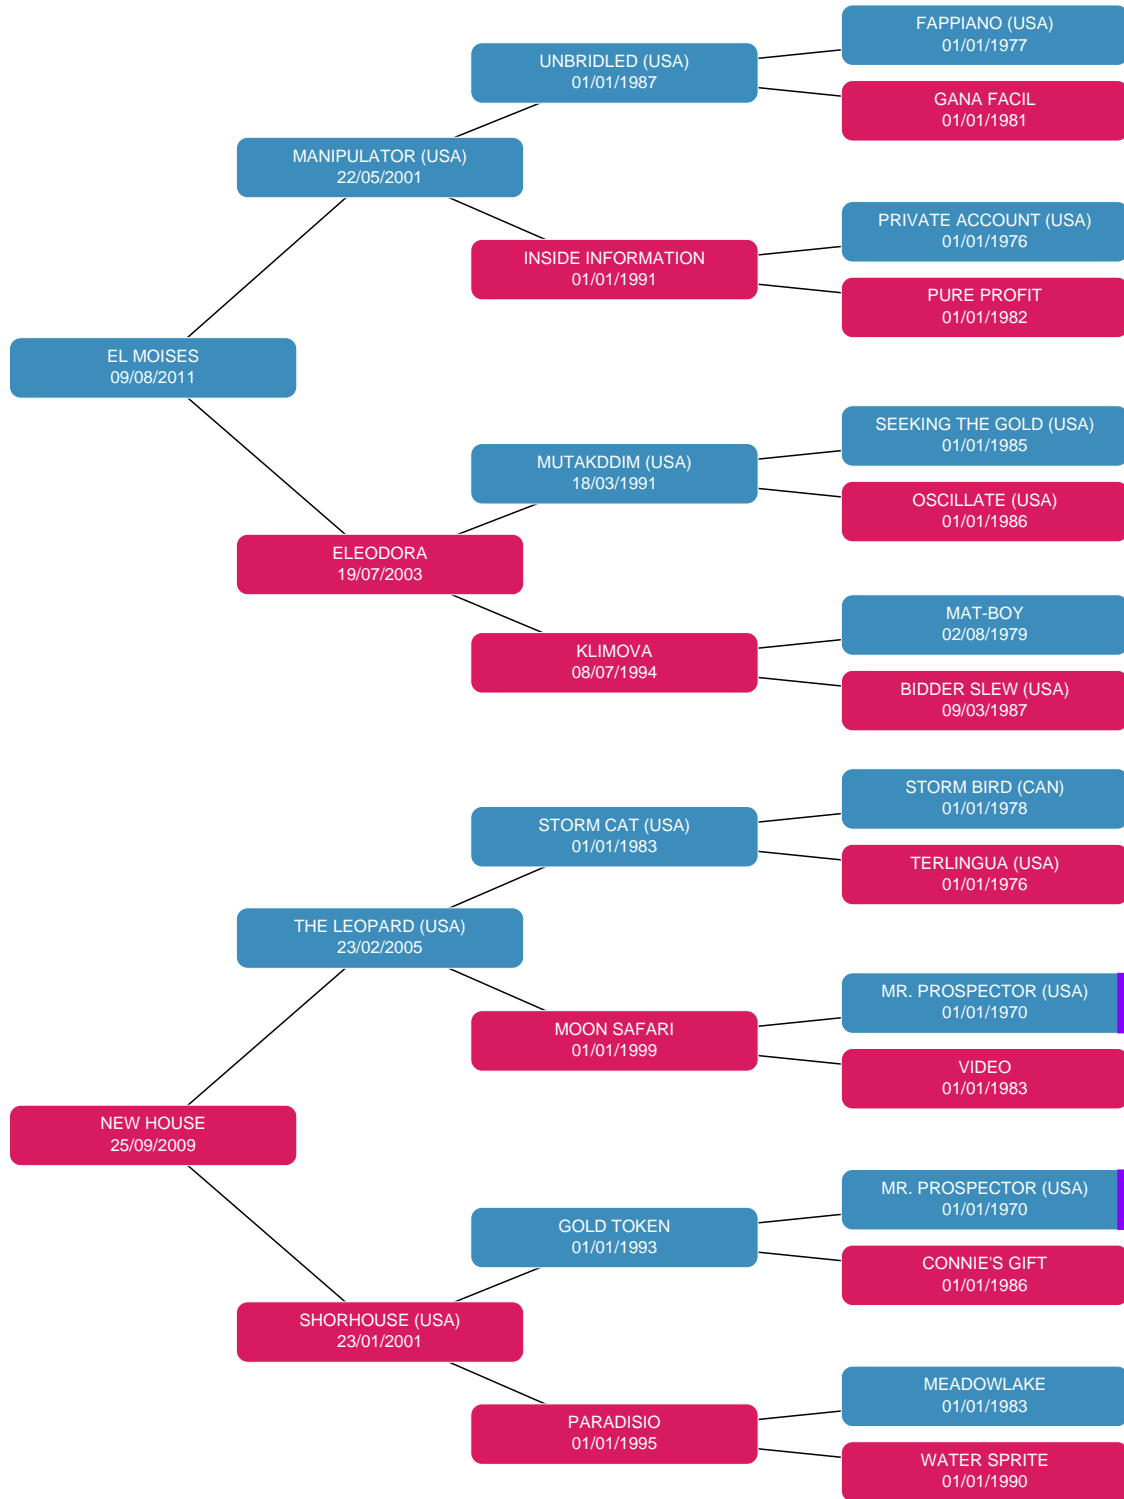 FAPPIANO (USA)
01/01/1977
UNBRIDLED (USA)
01/01/1987
GANA FACIL
01/01/1981
MANIPULATOR (USA)
22/05/2001
PRIVATE ACCOUNT (USA)
01/01/1976
INSIDE INFORMATION
01/01/1991
PURE PROFIT
01/01/1982
EL MOISES
09/08/2011
SEEKING THE GOLD (USA)
01/01/1985
MUTAKDDIM (USA)
18/03/1991
OSCILLATE (USA)
01/01/1986
ELEODORA
19/07/2003
MAT-BOY
02/08/1979
KLIMOVA
08/07/1994
BIDDER SLEW (USA)
09/03/1987
STORM BIRD (CAN)
01/01/1978
STORM CAT (USA)
01/01/1983
TERLINGUA (USA)
01/01/1976
THE LEOPARD (USA)
23/02/2005
MR. PROSPECTOR (USA)
01/01/1970
MOON SAFARI
01/01/1999
VIDEO
01/01/1983
NEW HOUSE
25/09/2009
MR. PROSPECTOR (USA)
01/01/1970
GOLD TOKEN
01/01/1993
CONNIE'S GIFT
01/01/1986
SHORHOUSE (USA)
23/01/2001
MEADOWLAKE
01/01/1983
PARADISIO
01/01/1995
WATER SPRITE
01/01/1990